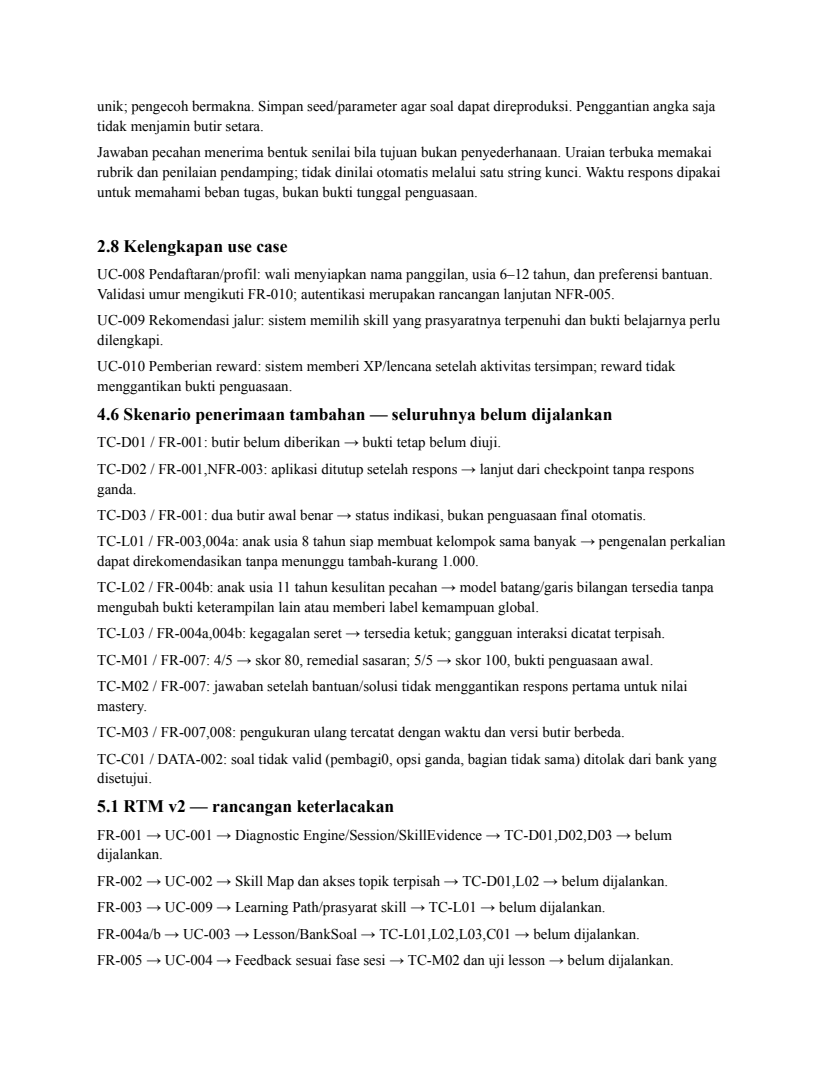 unik; pengecoh bermakna. Simpan seed/parameter agar soal dapat direproduksi. Penggantian angka saja
tidak menjamin butir setara.
Jawaban pecahan menerima bentuk senilai bila tujuan bukan penyederhanaan. Uraian terbuka memakai
rubrik dan penilaian pendamping; tidak dinilai otomatis melalui satu string kunci. Waktu respons dipakai
untuk memahami beban tugas, bukan bukti tunggal penguasaan.
2.8 Kelengkapan use case
UC-008 Pendaftaran/profil: wali menyiapkan nama panggilan, usia 6–12 tahun, dan preferensi bantuan.
Validasi umur mengikuti FR-010; autentikasi merupakan rancangan lanjutan NFR-005.
UC-009 Rekomendasi jalur: sistem memilih skill yang prasyaratnya terpenuhi dan bukti belajarnya perlu
dilengkapi.
UC-010 Pemberian reward: sistem memberi XP/lencana setelah aktivitas tersimpan; reward tidak
menggantikan bukti penguasaan.
4.6 Skenario penerimaan tambahan — seluruhnya belum dijalankan
TC-D01 / FR-001: butir belum diberikan → bukti tetap belum diuji.
TC-D02 / FR-001,NFR-003: aplikasi ditutup setelah respons → lanjut dari checkpoint tanpa respons
ganda.
TC-D03 / FR-001: dua butir awal benar → status indikasi, bukan penguasaan final otomatis.
TC-L01 / FR-003,004a: anak usia 8 tahun siap membuat kelompok sama banyak → pengenalan perkalian
dapat direkomendasikan tanpa menunggu tambah-kurang 1.000.
TC-L02 / FR-004b: anak usia 11 tahun kesulitan pecahan → model batang/garis bilangan tersedia tanpa
mengubah bukti keterampilan lain atau memberi label kemampuan global.
TC-L03 / FR-004a,004b: kegagalan seret → tersedia ketuk; gangguan interaksi dicatat terpisah.
TC-M01 / FR-007: 4/5 → skor 80, remedial sasaran; 5/5 → skor 100, bukti penguasaan awal.
TC-M02 / FR-007: jawaban setelah bantuan/solusi tidak menggantikan respons pertama untuk nilai
mastery.
TC-M03 / FR-007,008: pengukuran ulang tercatat dengan waktu dan versi butir berbeda.
TC-C01 / DATA-002: soal tidak valid (pembagi0, opsi ganda, bagian tidak sama) ditolak dari bank yang
disetujui.
5.1 RTM v2 — rancangan keterlacakan
FR-001 → UC-001 → Diagnostic Engine/Session/SkillEvidence → TC-D01,D02,D03 → belum
dijalankan.
FR-002 → UC-002 → Skill Map dan akses topik terpisah → TC-D01,L02 → belum dijalankan.
FR-003 → UC-009 → Learning Path/prasyarat skill → TC-L01 → belum dijalankan.
FR-004a/b → UC-003 → Lesson/BankSoal → TC-L01,L02,L03,C01 → belum dijalankan.
FR-005 → UC-004 → Feedback sesuai fase sesi → TC-M02 dan uji lesson → belum dijalankan.